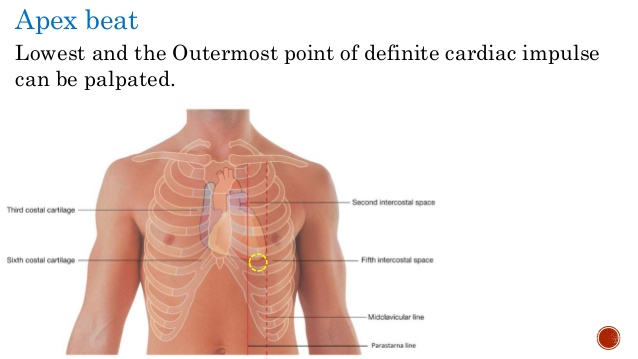 Apex beat
Lowest and the Outermost point of definite cardiac impulse
can be palpated.
Second intercostal space
Third costal cartilage
Sixth costal cartilage
Fifth intercostal space
Midclavicular line
Parastarna line